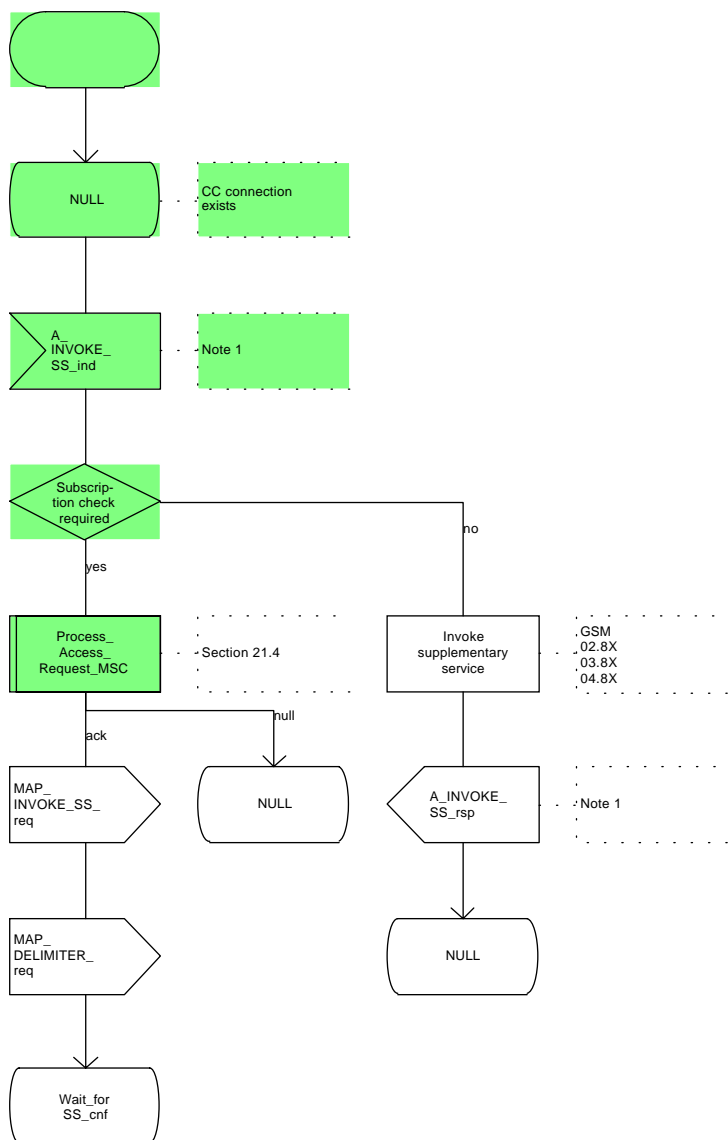 NULL
CC connection
exists
A_
INVOKE_
SS_ind
Note 1
Subscrip-
tion check
required
no
yes
Process_
Access_
Request_MSC
Section 21.4
Invoke
supplementary
service
GSM
02.8X
03.8X
04.8X
null
ack
MAP_
INVOKE_SS_
req
NULL
A_INVOKE_
SS_rsp
Note 1
MAP_
DELIMITER_
req
NULL
Wait_for
SS_cnf